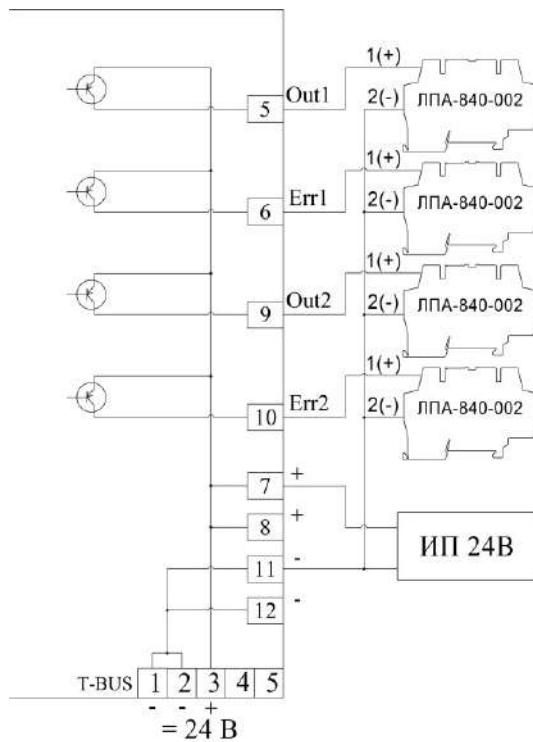 1(+)
Out1
2(-)
ЛПА-840-002
5
1(+)
Err1
2(-)
ЛПА-840-002
6
1(+)
Out2
2(-)
ЛПА-840-002
9
1(+)
Err2
2(-)
ЛПА-840-002
10
7 +
8 +
ИП 24В
11 -
12 -
T-BUS 1 2 3 4 5
- - +
= 24 В